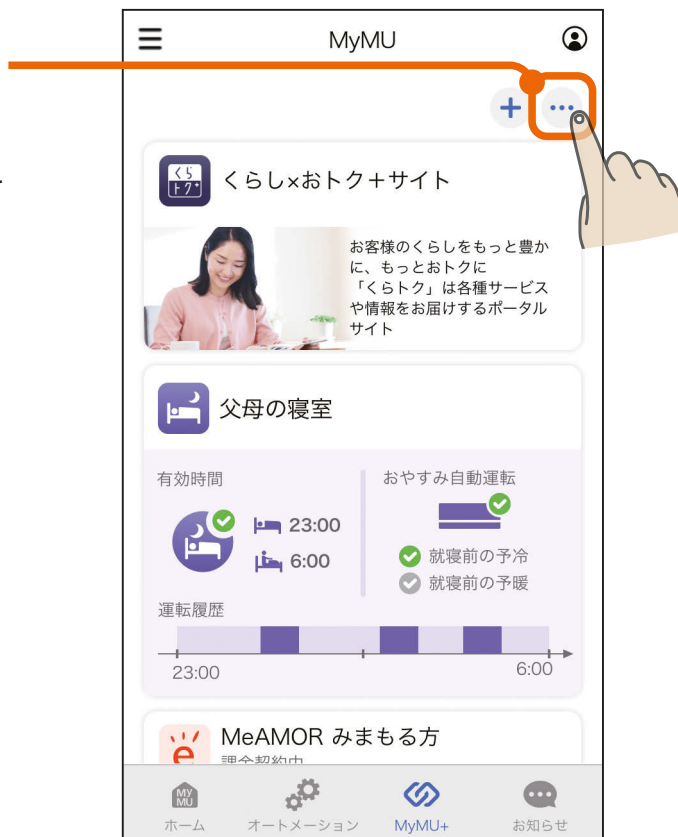 MyMU
くらトク+
くらし×おトク＋サイト
お客様のくらしをもっと豊か
に、もっとおトクに
「くらトク」は各種サービス
や情報をお届けするポータル
サイト
父母の寝室
有効時間
おやすみ自動運転
23:00
6:00
就寝前の予冷
就寝前の予暖
運転履歴
23:00
6:00
MeAMOR みまもる方
課金契約中
e
MY
MU
ホーム
オートメーション
MyMU+
お知らせ